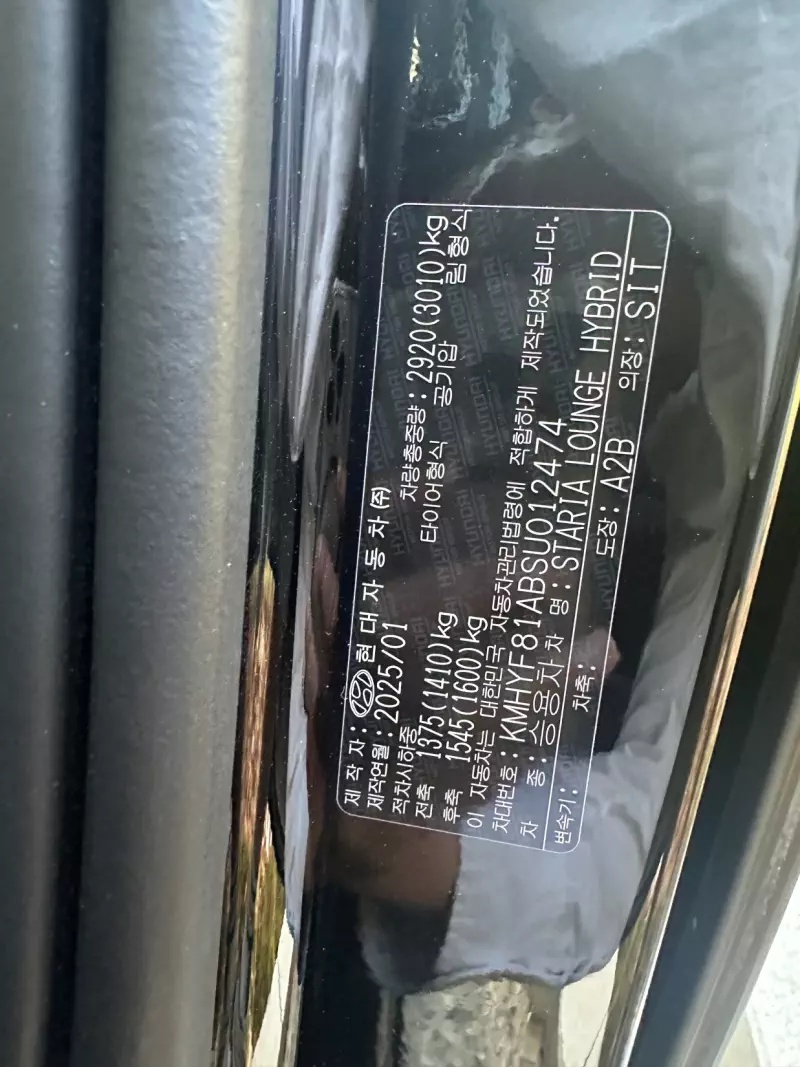 제 작 자: 현 대 자 동 차 ㈜
제작연월: 2025/01 차량총중량: 2920(3010)kg
적차시하중 타이어형식 공기압 림형식
전축 1375(1410)kg
후축 1545(1600)kg
이 자동차는 대한민국 자동차관리법령에 적합하게 제작되었습니다.
차대번호: KMHYF81ABSU012474
차 종: 승용차 차 명: STARIA LOUNGE HYBRID
변속기: 차축: 도장: A2B 의장: SIT